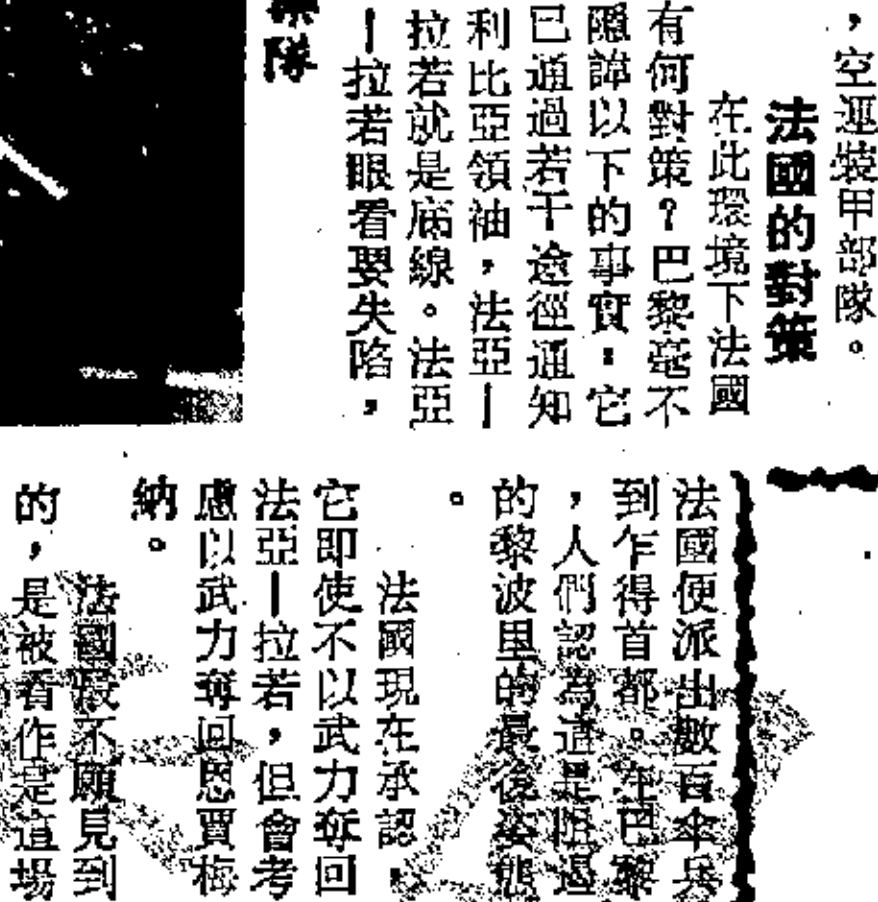 ，空運裝甲部隊。
法國的對策
在此環境下法國
有何對策？巴黎毫不
隱諱以下的事實：它
已通過若干途徑通知
利比亞領袖，法亞—
拉若就是底線。法亞
—拉若眼看要失陷，
隊
法國便派出數百傘兵
到乍得首都。在巴黎
，人們認為這是阻遏
的黎波里的最後姿態
。
法國現在承認，
它即使不以武力奪回
法亞—拉若，但會考
慮以武力奪回恩賈梅
納。
法國最不願見到
的，是被看作是這場